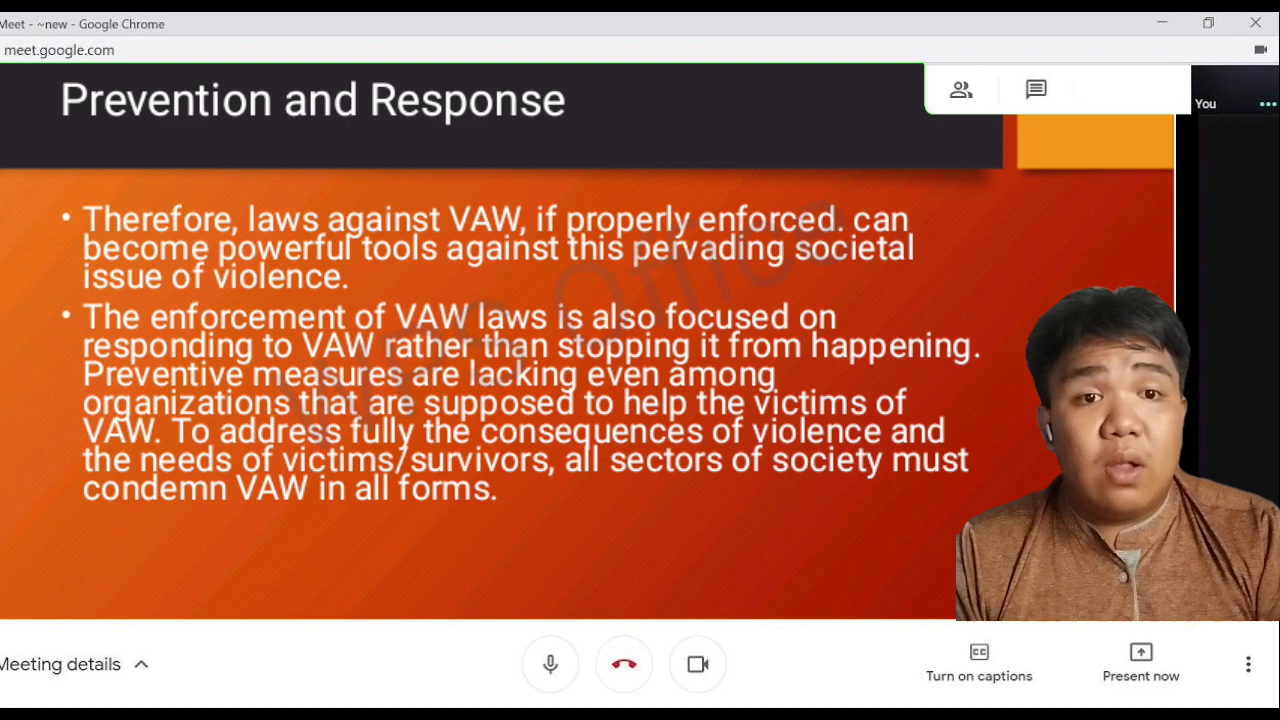 Meet - ~new - Google Chrome
meet.google.com
Prevention and Response
You
• Therefore, laws against VAW, if properly enforced. can
become powerful tools against this pervading societal
issue of violence.
• The enforcement of VAW laws is also focused on
responding to VAW rather than stopping it from happening.
Preventive measures are lacking even among
organizations that are supposed to help the victims of
VAW. To address fully the consequences of violence and
the needs of victims/survivors, all sectors of society must
condemn VAW in all forms.
Office
Meeting details
CC
Turn on captions
Present now